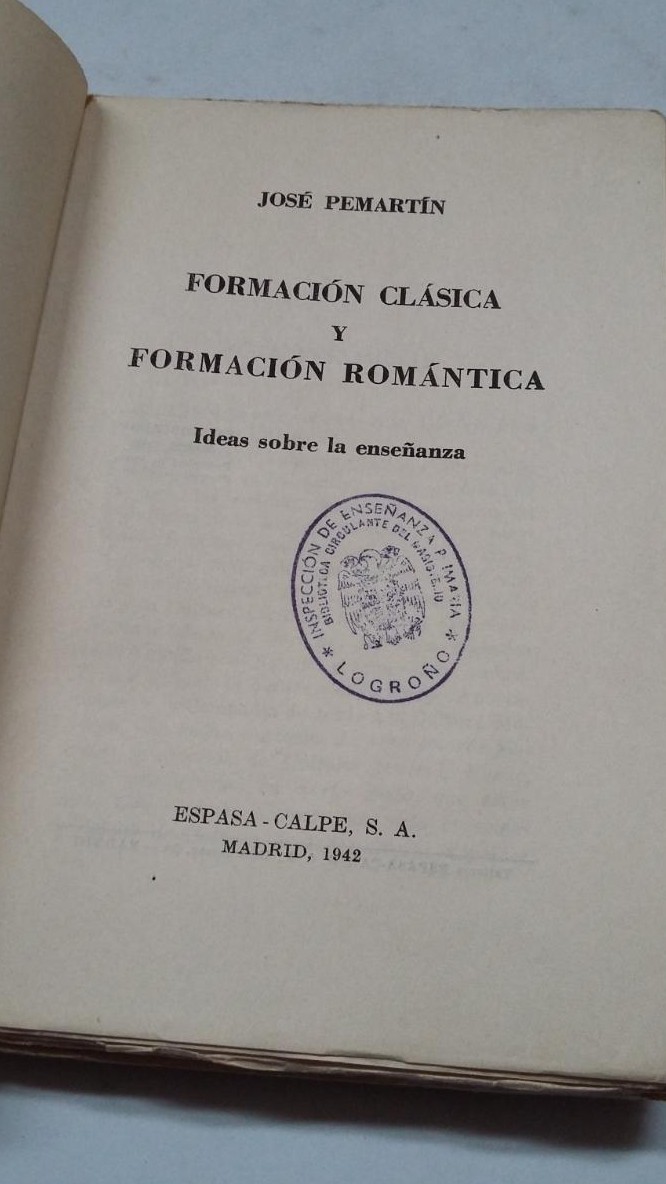 JOSÉ PEMARTÍN
FORMACIÓN CLÁSICA
Y
FORMACIÓN ROMÁNTICA
Ideas sobre la enseñanza
* INSPECCIÓN DE ENSEÑANZA PRIMARIA *
BIBLIOTECA CIRCULANTE DEL MAGISTERIO
LOGROÑO
ESPASA - CALPE, S. A.
MADRID, 1942